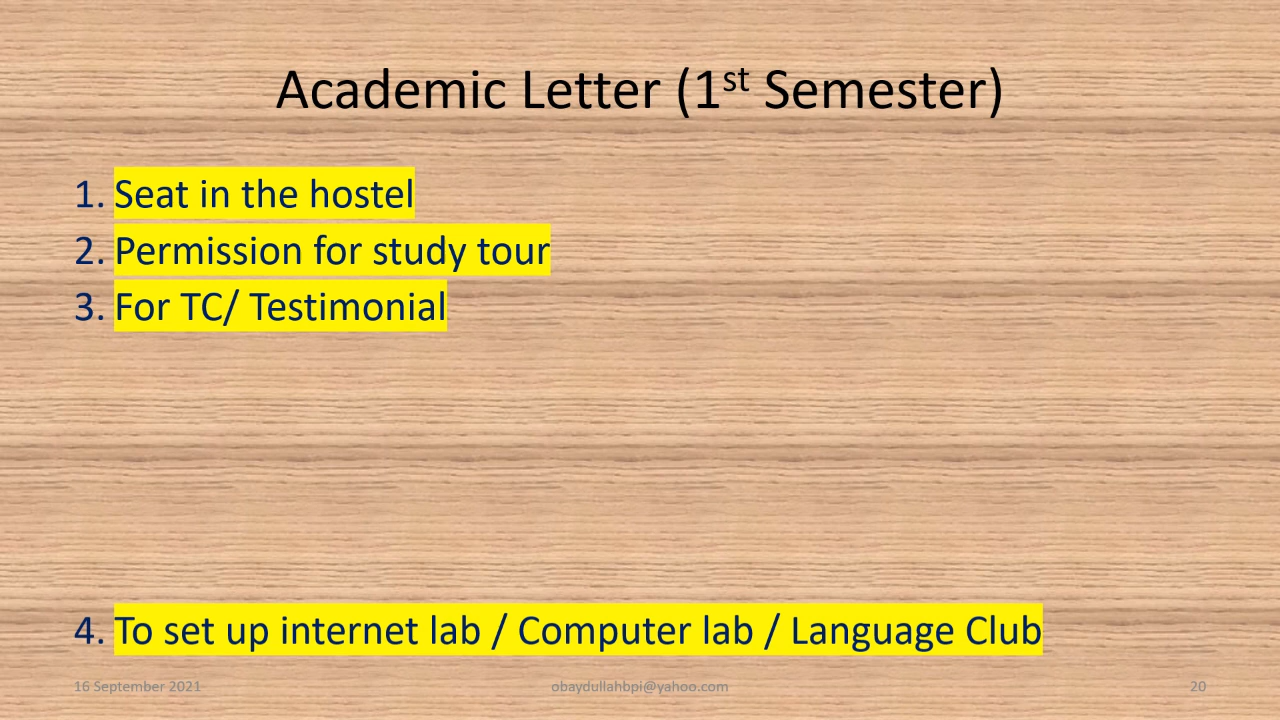 Academic Letter (1st Semester)
1. Seat in the hostel
2. Permission for study tour
3. For TC/ Testimonial
4. To set up internet lab / Computer lab / Language Club
16 September 2021
obaydullahbpi@yahoo.com
20